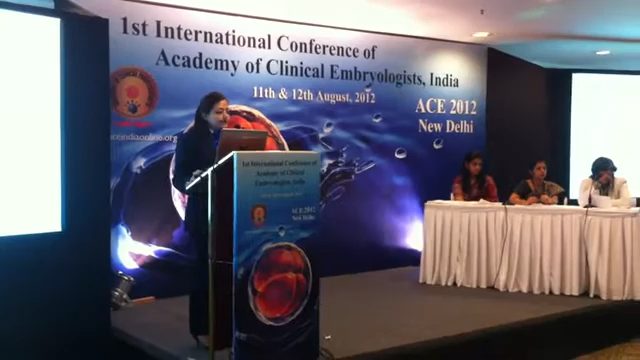 1st International Conference of
Academy of Clinical Embryologists, India
11th & 12th August, 2012
ACE 2012
New Delhi
1st International Conference of
Academy of Clinical Embryologists, India
ACE 2012
New Delhi